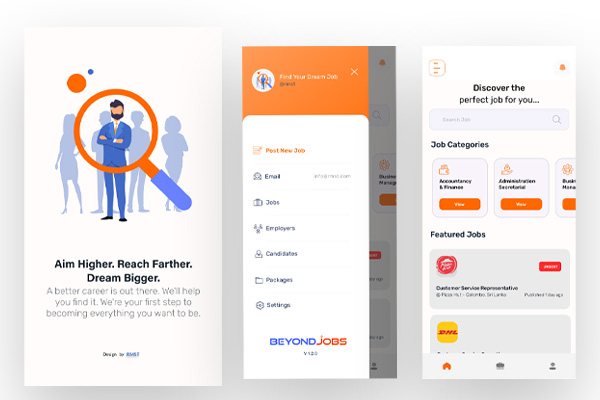 Aim Higher. Reach Farther.
Dream Bigger.
A better career is out there. We'll help
you find it. We're your first step to
becoming everything you want to be.
Design by
Find Your Dream Job
Post New Job
Email
Jobs
Employers
Candidates
Packages
Settings
BEYONDJOBS
V 1.2.0
Busin
Manag
Discover the
perfect job for you...
Search Job
Job Categories
Accountancy
& Finance
View
Administration
Secretarial
View
Busin
Mana
Featured Jobs
URGENT
Customer Service Representative
@ Pizza Hut - Colombo, Sri Lanka
Published 1 day ago
DHL